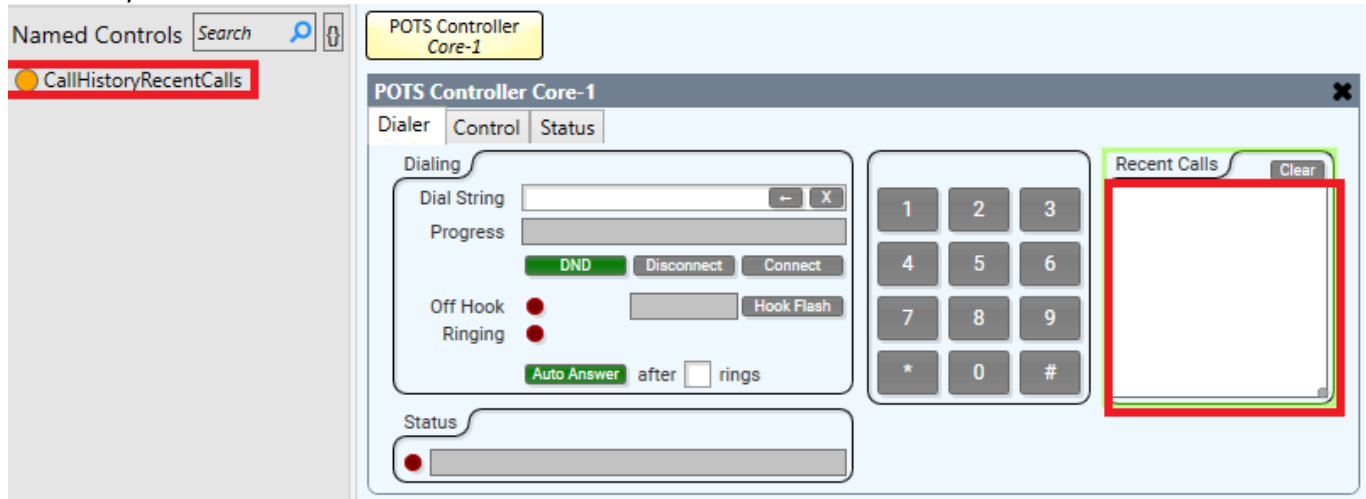 Named Controls Search {}
CallHistoryRecentCalls
POTS Controller
Core-1
POTS Controller Core-1
Dialer Control Status
Dialing
Dial String ← X
Progress
DND Disconnect Connect
Off Hook Hook Flash
Ringing
Auto Answer after rings
Status
1 2 3
4 5 6
7 8 9
* 0 #
Recent Calls Clear